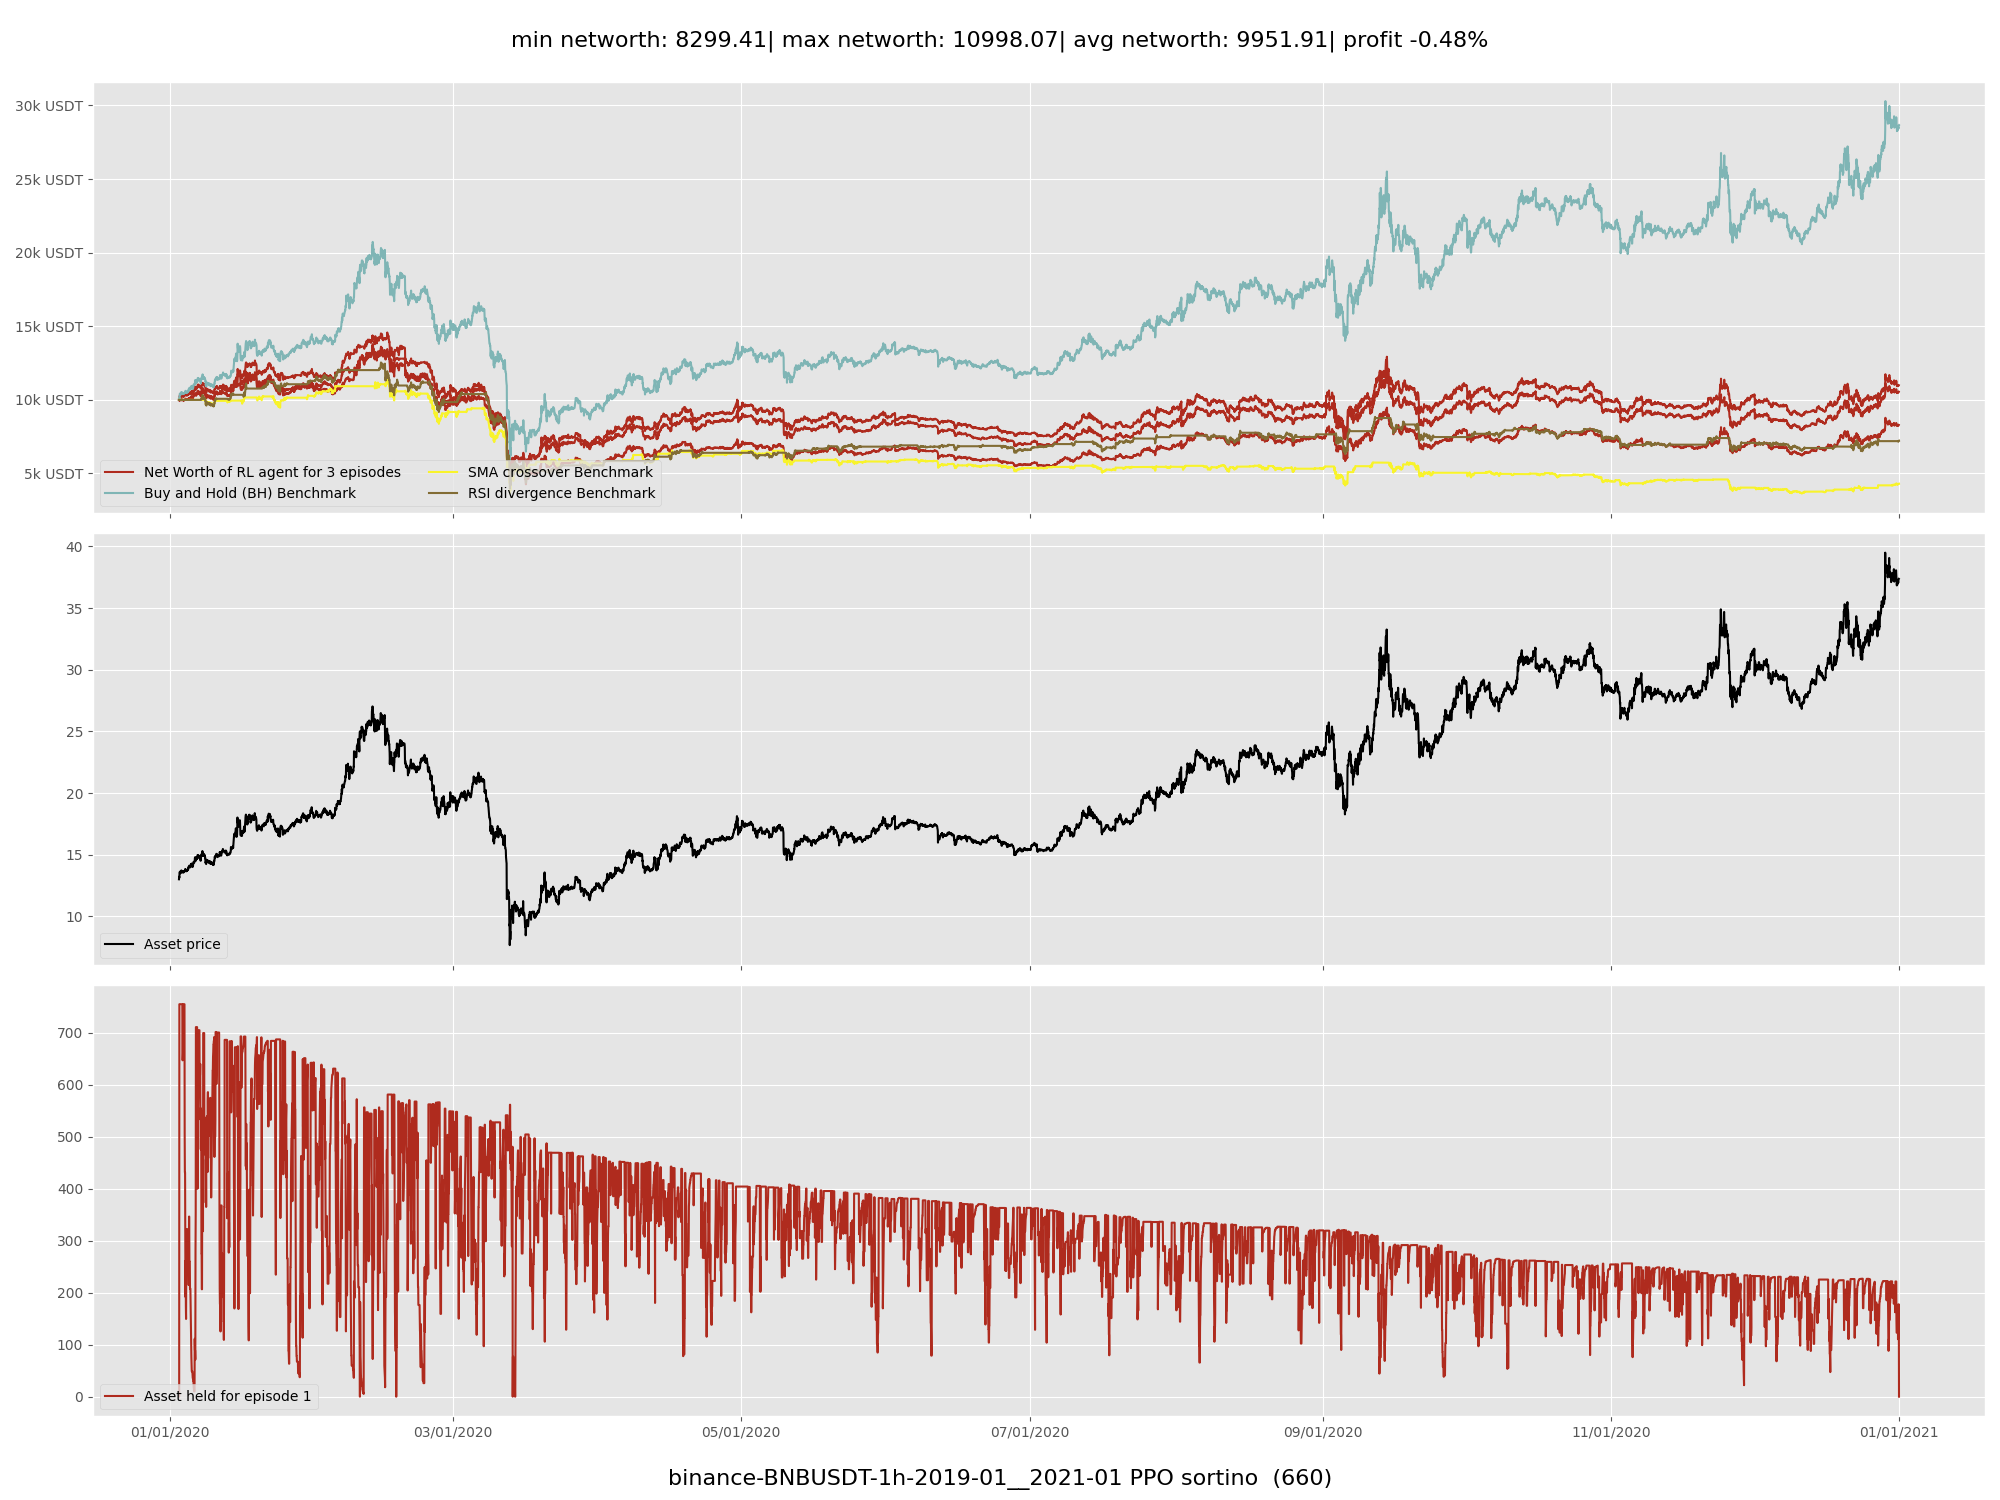 min networth: 8299.41| max networth: 10998.07| avg networth: 9951.91| profit -0.48%
30k USDT
25k USDT
20k USDT
15k USDT
10k USDT
5k USDT
Net Worth of RL agent for 3 episodes
Buy and Hold (BH) Benchmark
SMA crossover Benchmark
RSI divergence Benchmark
40
35
30
25
20
15
10
Asset price
700
600
500
400
300
200
100
0
Asset held for episode 1
01/01/2020 03/01/2020 05/01/2020 07/01/2020 09/01/2020 11/01/2020 01/01/2021
binance-BNBUSDT-1h-2019-01__2021-01 PPO sortino (660)